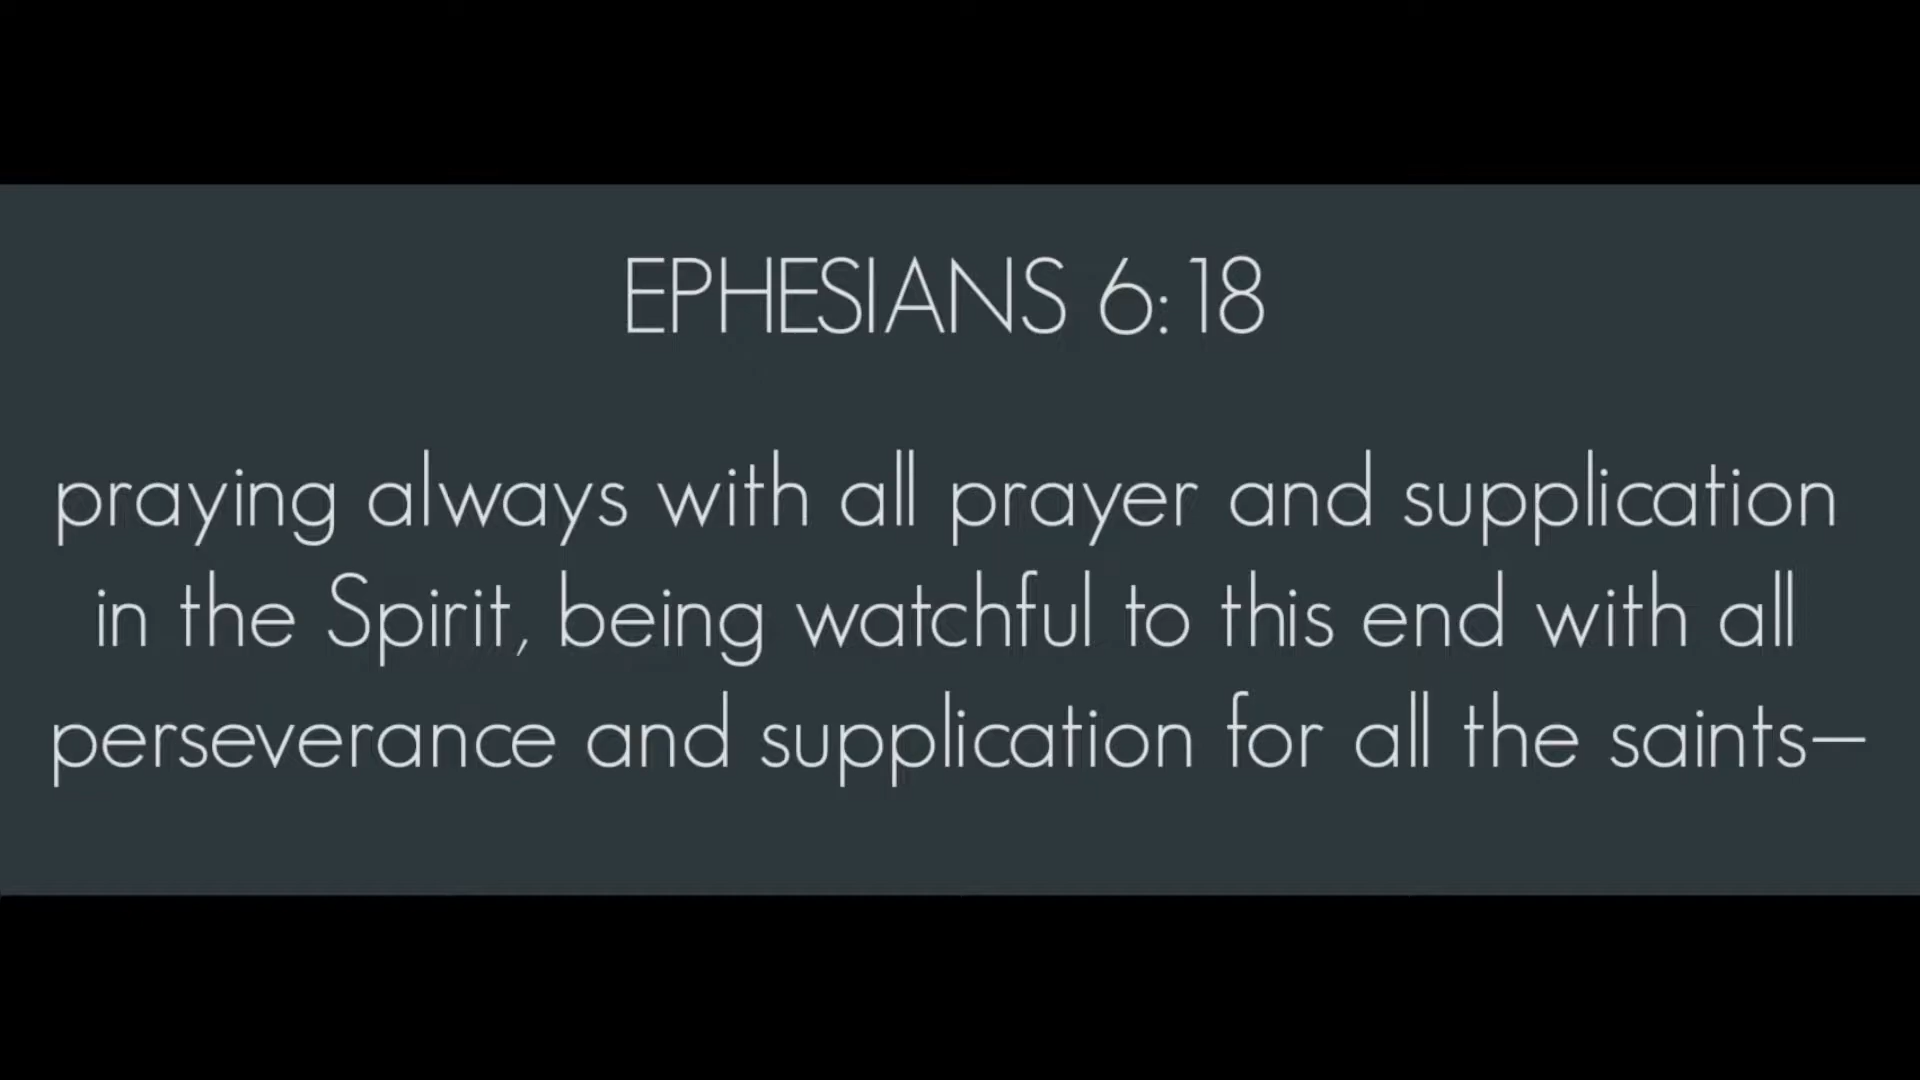 EPHESIANS 6:18
praying always with all prayer and supplication
in the Spirit, being watchful to this end with all
perseverance and supplication for all the saints—